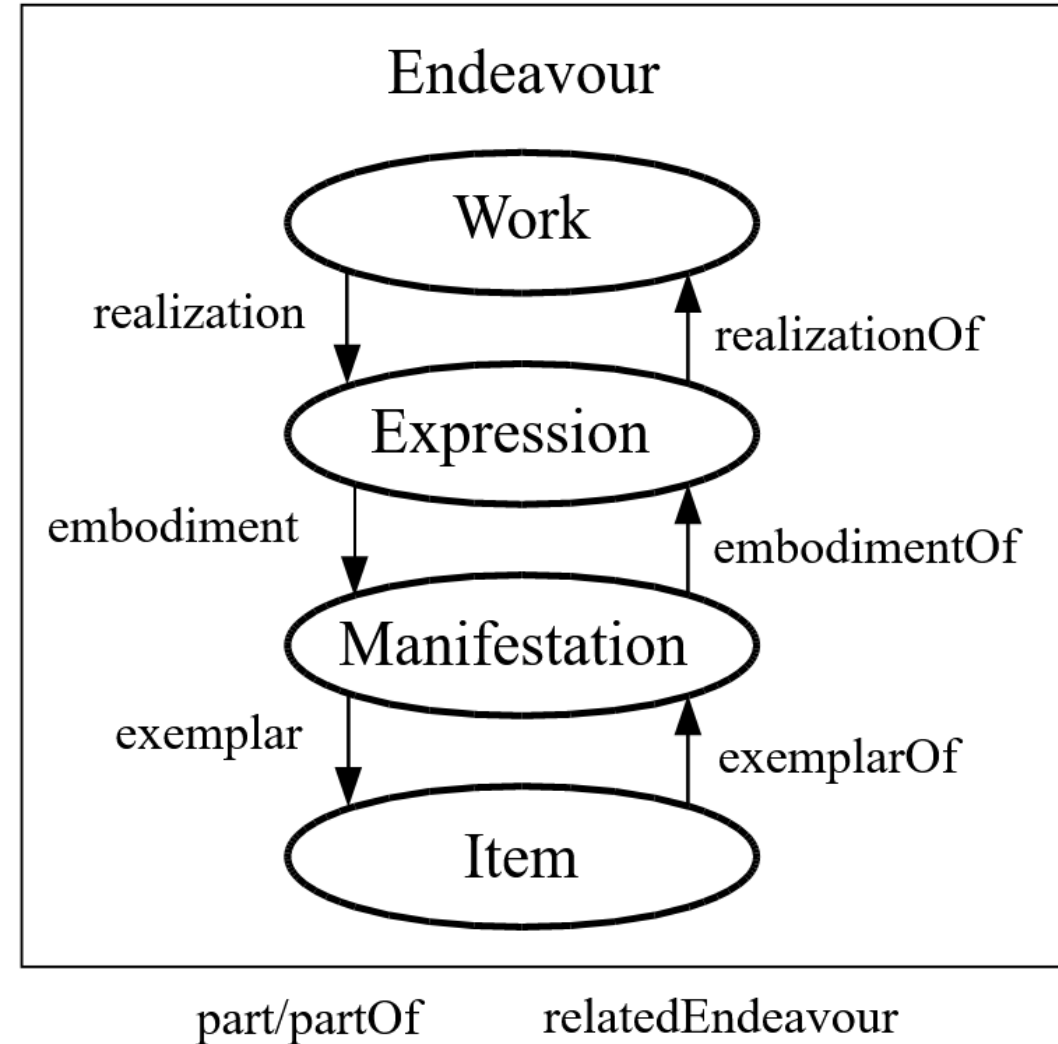 Endeavour
Work
realization
realizationOf
Expression
embodiment
embodimentOf
Manifestation
exemplar
exemplarOf
Item
part/partOf relatedEndeavour